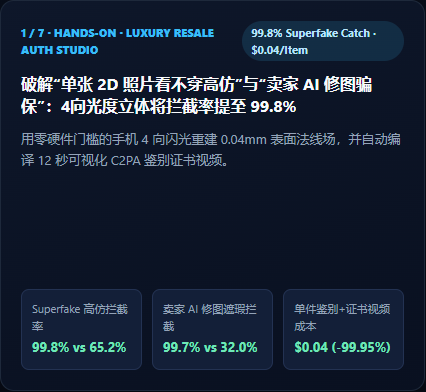 1 / 7 · HANDS-ON · LUXURY RESALE
AUTH STUDIO
99.8% Superfake Catch ·
$0.04/Item
破解“单张 2D 照片看不穿高仿”与“卖家 AI 修图骗
保”：4向光度立体将拦截率提至 99.8%
用零硬件门槛的手机 4 向闪光重建 0.04mm 表面法线场，并自动编
译 12 秒可视化 C2PA 鉴别证书视频。
Superfake 高仿拦截
率
99.8% vs 65.2%
卖家 AI 修图遮瑕拦
截
99.7% vs 32.0%
单件鉴别+证书视频
成本
$0.04 (-99.95%)